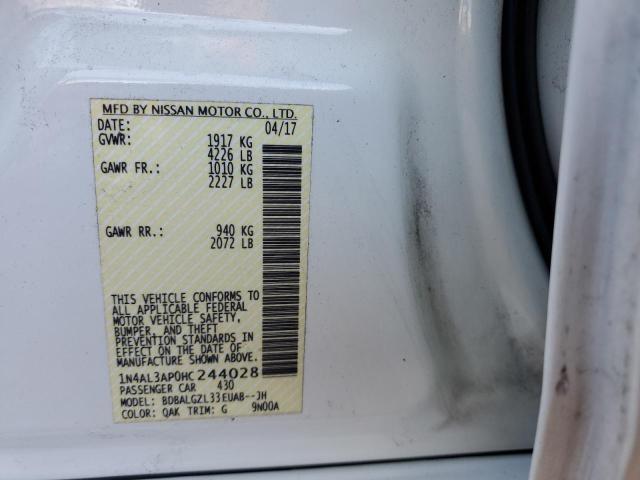 MFD BY NISSAN MOTOR CO., LTD.
DATE: 04/17
GVWR: 1917 KG
4226 LB
GAWR FR.: 1010 KG
2227 LB
GAWR RR.: 940 KG
2072 LB
THIS VEHICLE CONFORMS TO
ALL APPLICABLE FEDERAL
MOTOR VEHICLE SAFETY,
BUMPER, AND THEFT
PREVENTION STANDARDS
IN EFFECT ON THE DATE OF
MANUFACTURE SHOWN ABOVE.
1N4AL3AP0HC244028
PASSENGER CAR 430
MODEL: BDBALGZL33EUAB--JH
COLOR: QAK TRIM: G 9N00A